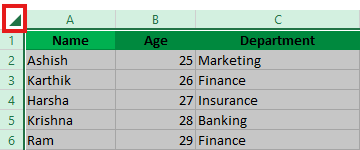 A B C
1 Name Age Department
2 Ashish 25 Marketing
3 Karthik 26 Finance
4 Harsha 27 Insurance
5 Krishna 28 Banking
6 Ram 29 Finance